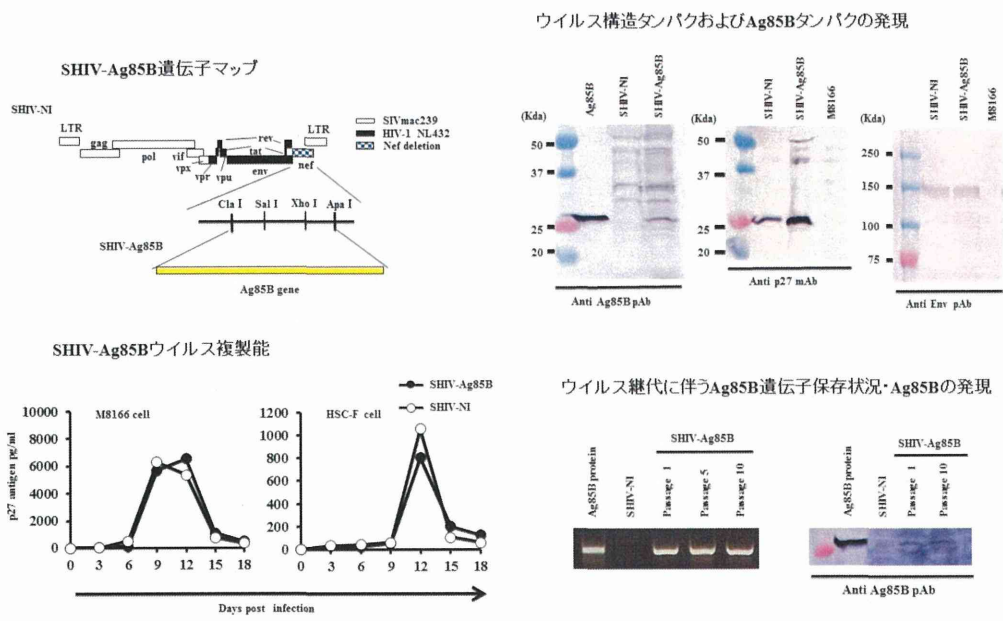 SHIV-Ag85B遺伝子マップ
SHIV-NI
LTR
gag
pol
vif
vpx
vpr
vpu
rev
tat
env
LTR
nef
SIVmac239
HIV-1 NL432
Nef deletion
Cla I Sal I Xho I Apa I
SHIV-Ag85B
Ag85B gene
ウイルス構造タンパクおよびAg85Bタンパクの発現
(Kda)
Ag85B
SHIV-NI
SHIV-Ag85B
50
37
25
20
Anti Ag85B pAb
(Kda)
SHIV-NI
SHIV-Ag85B
M8166
50
37
25
20
Anti p27 mAb
(Kda)
SHIV-NI
SHIV-Ag85B
M8166
250
150
100
75
Anti Env pAb
SHIV-Ag85Bウイルス複製能
SHIV-Ag85B
SHIV-NI
p27 antigen pg/ml
M8166 cell
10000
8000
6000
4000
2000
0
0 3 6 9 12 15 18
HSC-F cell
1200
1000
800
600
400
200
0
0 3 6 9 12 15 18
Days post infection
ウイルス継代に伴うAg85B遺伝子保存状況・Ag85Bの発現
SHIV-Ag85B
Ag85B protein
SHIV-NI
Passage 1
Passage 5
Passage 10
SHIV-Ag85B
Ag85B protein
SHIV-NI
Passage 1
Passage 10
Anti Ag85B pAb